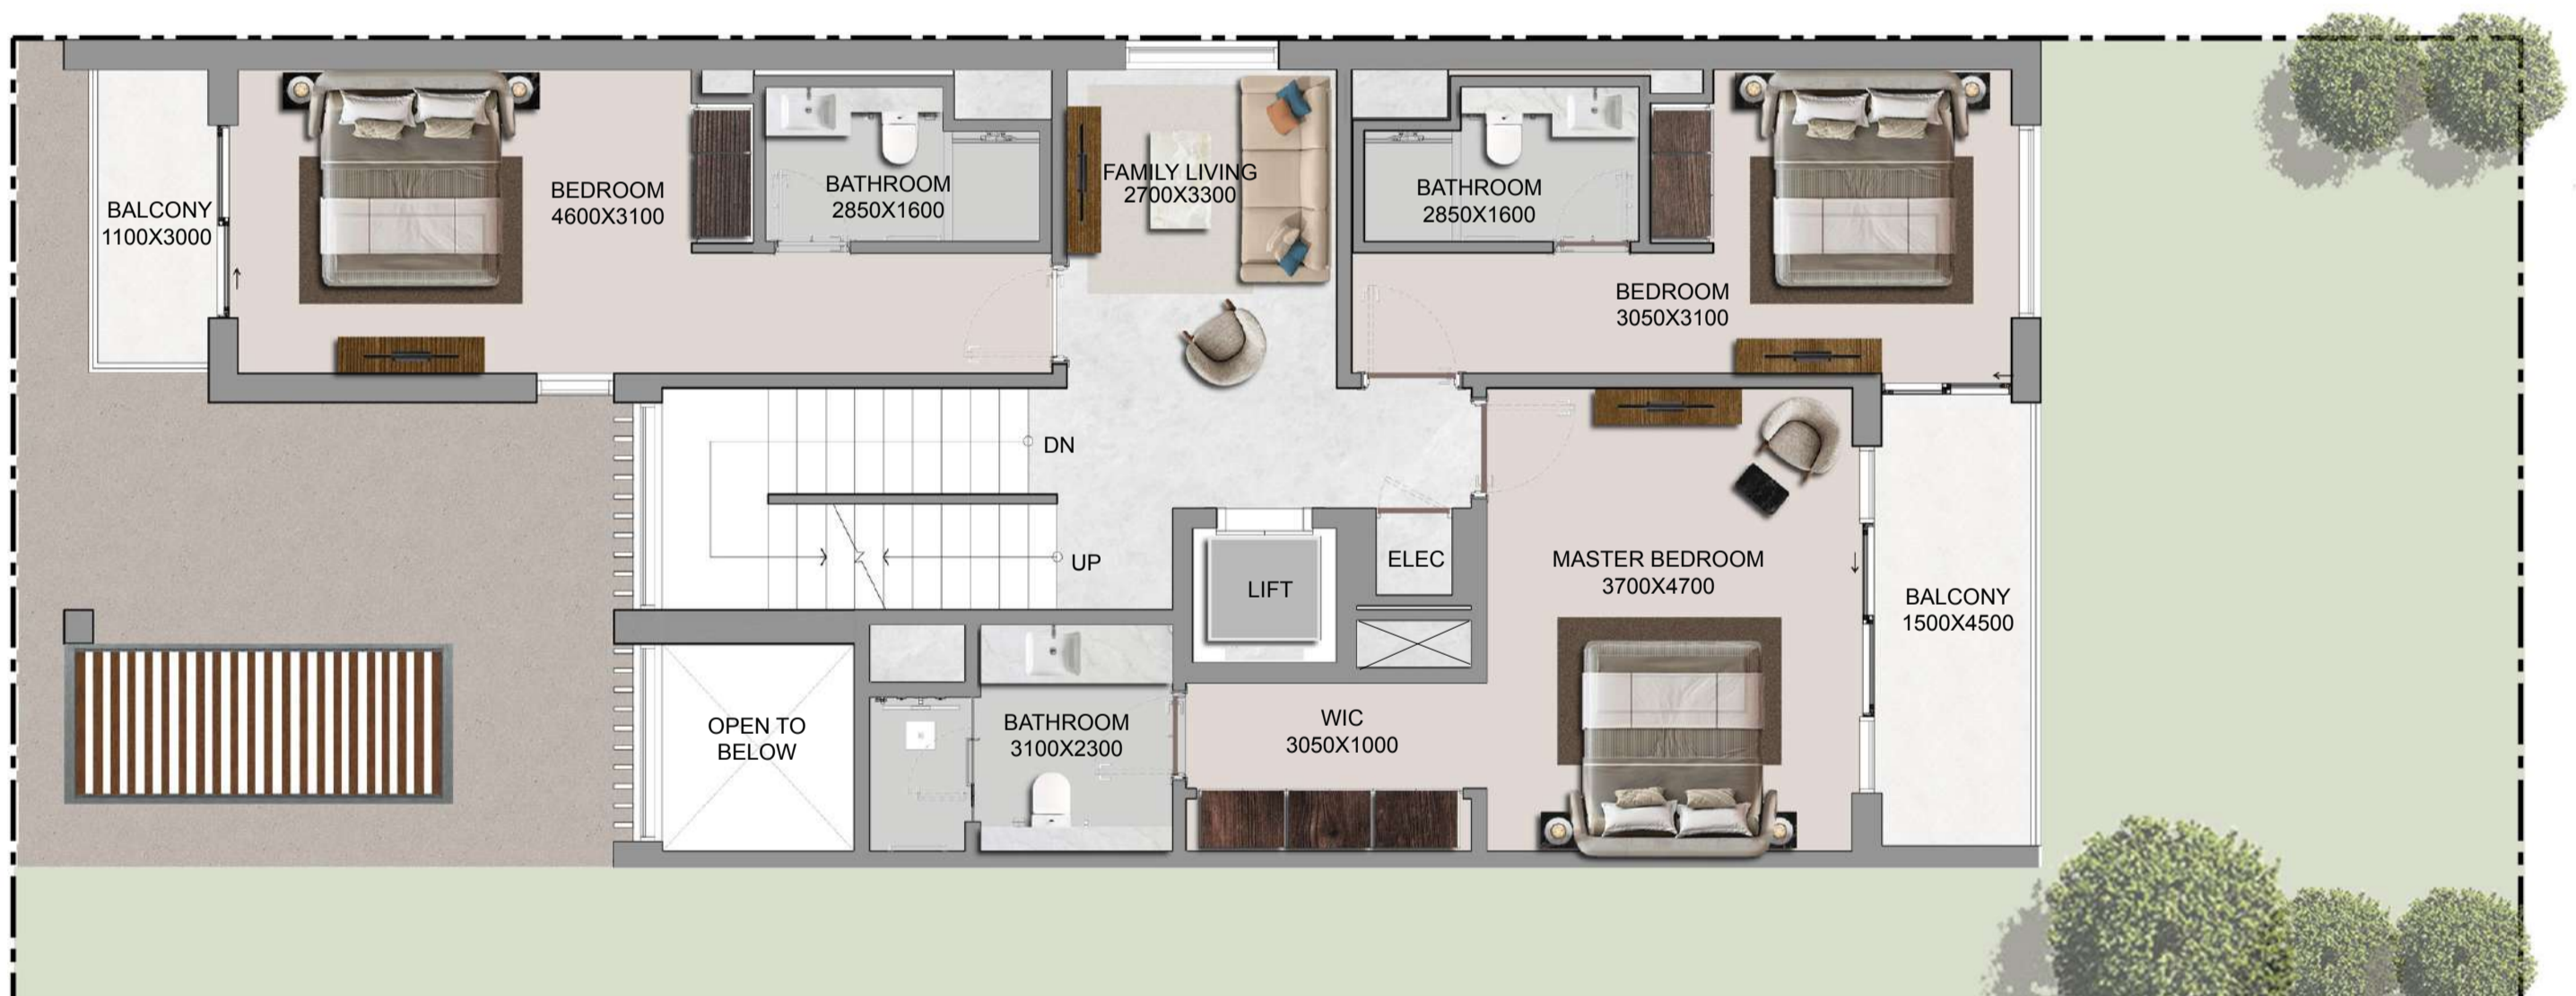 BALCONY
1100X3000
BEDROOM
4600X3100
BATHROOM
2850X1600
FAMILY LIVING
2700X3300
BATHROOM
2850X1600
BEDROOM
3050X3100
DN
UP
LIFT
ELEC
MASTER BEDROOM
3700X4700
BALCONY
1500X4500
OPEN TO
BELOW
BATHROOM
3100X2300
WIC
3050X1000